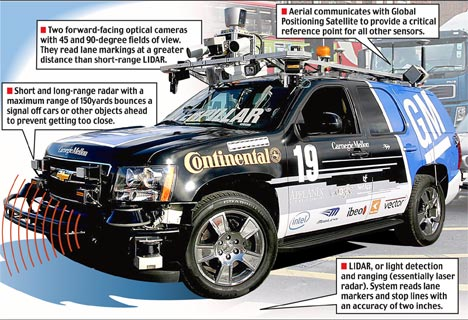 Two forward-facing optical cameras
with 45 and 90-degree fields of view.
They read lane markings at a greater
distance than short-range LIDAR.
Aerial communicates with Global
Positioning Satellite to provide a critical
reference point for all other sensors.
Short and long-range radar with a
maximum range of 150yards bounces a
signal off cars or other objects ahead
to prevent getting too close.
Continental
19
Carnegie Mellon
Carnegie Mellon
GM
intel
ibeo
vector
LIDAR, or light detection
and ranging (essentially laser
radar). System reads lane
markers and stop lines with
an accuracy of two inches.